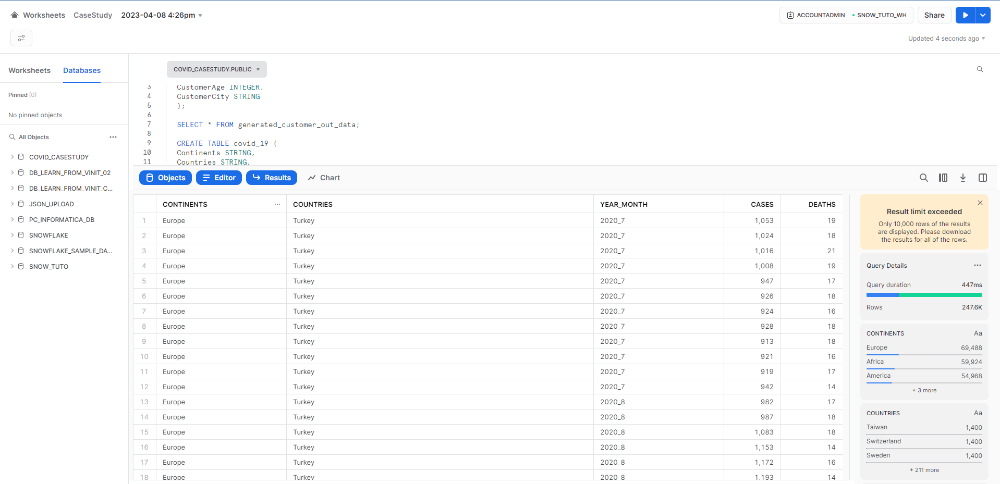 Worksheets CaseStudy 2023-04-08 4:26pm
ACCOUNTADMIN SNOW_TUTO_WH Share
Updated 4 seconds ago
Worksheets Databases
Pinned (0)
No pinned objects
All Objects ...
COVID_CASESTUDY
DB_LEARN_FROM_VINIT_02
DB_LEARN_FROM_VINIT_C...
JSON_UPLOAD
PC_INFORMATICA_DB
SNOWFLAKE
SNOWFLAKE_SAMPLE_DA...
SNOW_TUTO
COVID_CASESTUDY.PUBLIC
3 CustomerAge INTEGER,
4 CustomerCity STRING
5 );
6
7 SELECT * FROM generated_customer_out_data;
8
9 CREATE TABLE covid_19 (
10 Continents STRING,
11 Countries STRING,
Objects Editor Results Chart
CONTINENTS ... COUNTRIES YEAR_MONTH CASES DEATHS
1 Europe Turkey 2020_7 1,053 19
2 Europe Turkey 2020_7 1,024 18
3 Europe Turkey 2020_7 1,016 21
4 Europe Turkey 2020_7 1,008 19
5 Europe Turkey 2020_7 947 17
6 Europe Turkey 2020_7 926 18
7 Europe Turkey 2020_7 924 16
8 Europe Turkey 2020_7 928 18
9 Europe Turkey 2020_7 913 18
10 Europe Turkey 2020_7 921 16
11 Europe Turkey 2020_7 919 17
12 Europe Turkey 2020_7 942 14
13 Europe Turkey 2020_8 982 17
14 Europe Turkey 2020_8 987 18
15 Europe Turkey 2020_8 1,083 18
16 Europe Turkey 2020_8 1,153 14
17 Europe Turkey 2020_8 1,172 16
18 Europe Turkey 2020_8 1,193 14
Result limit exceeded
Only 10,000 rows of the results
are displayed. Please download
the results for all of the rows.
Query Details ...
Query duration 447ms
Rows 247.6K
CONTINENTS Aa
Europe 69,488
Africa 59,924
America 54,968
+ 3 more
COUNTRIES Aa
Taiwan 1,400
Switzerland 1,400
Sweden 1,400
+ 211 more